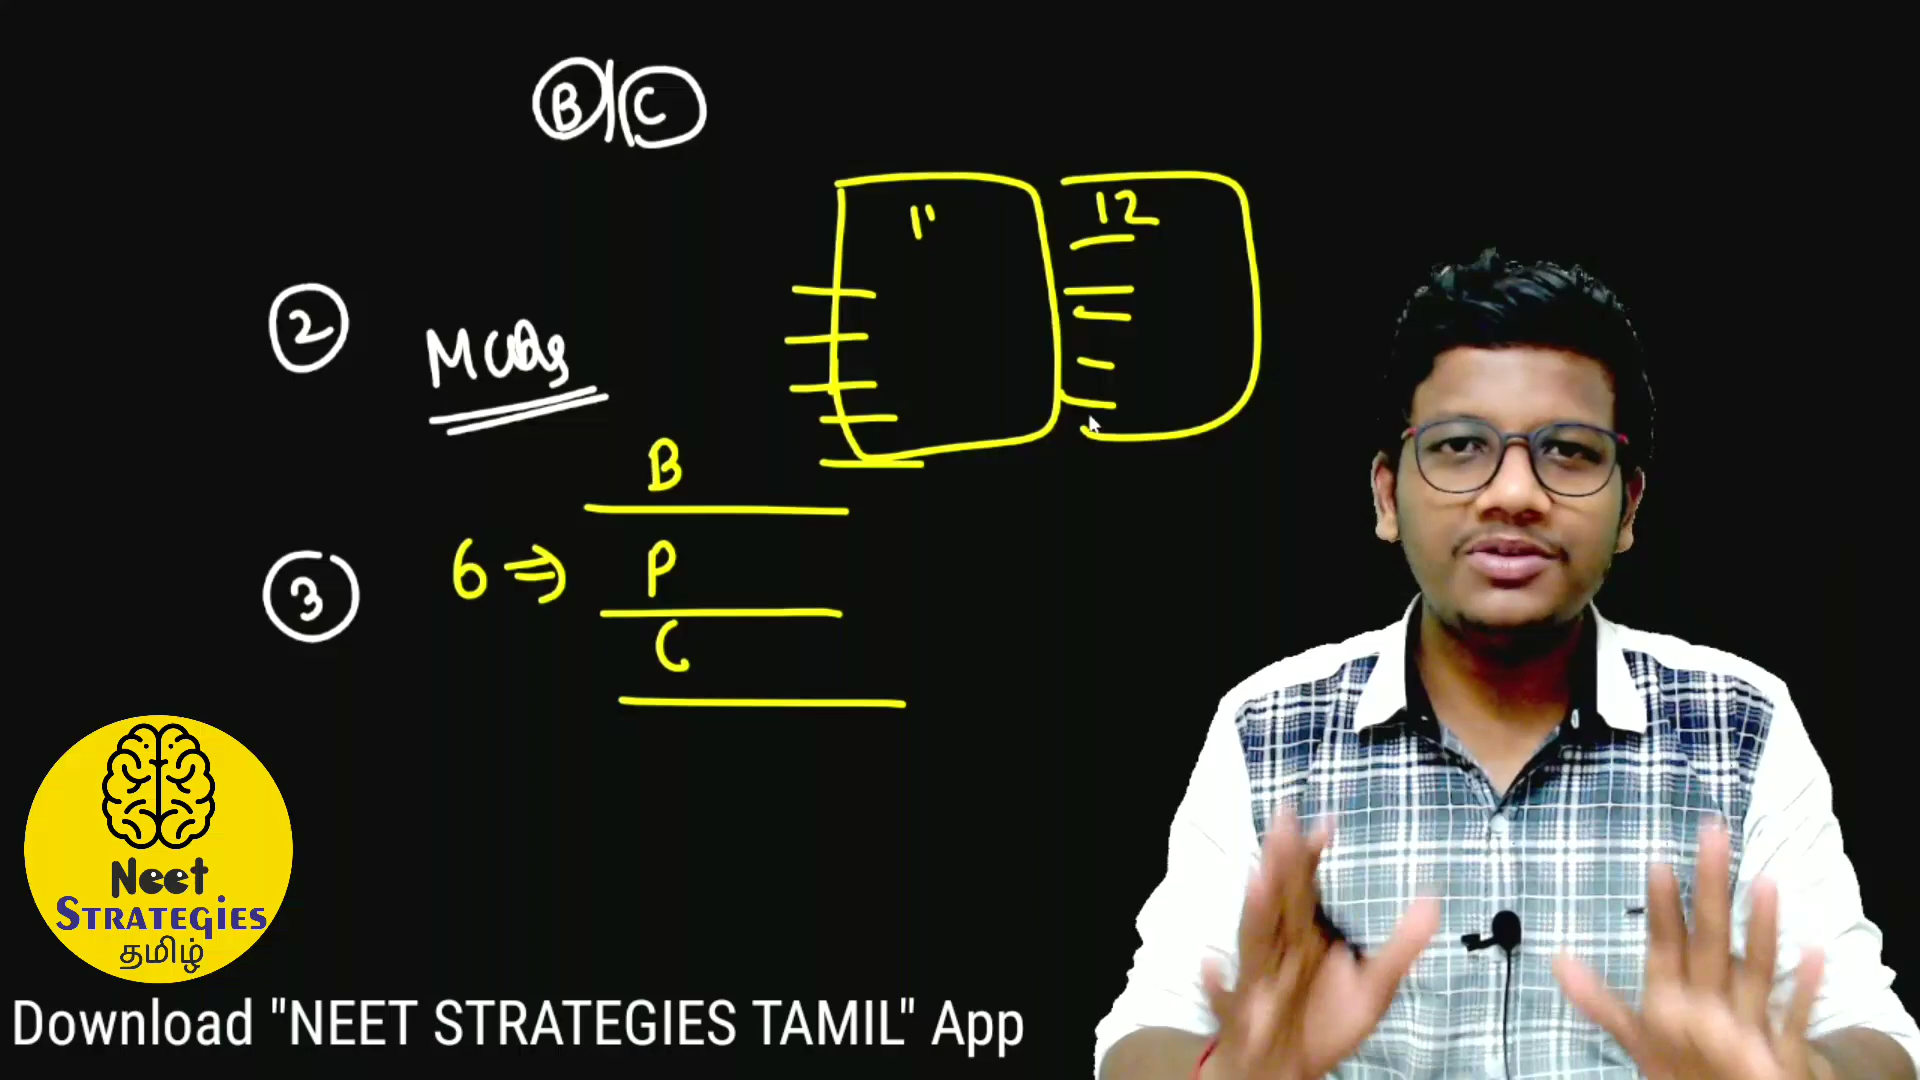 B | C
11 12
2 MCQs
B
3 6 ⇒ P
C
Neet
STRATEGIES
தமிழ்
Download "NEET STRATEGIES TAMIL" App